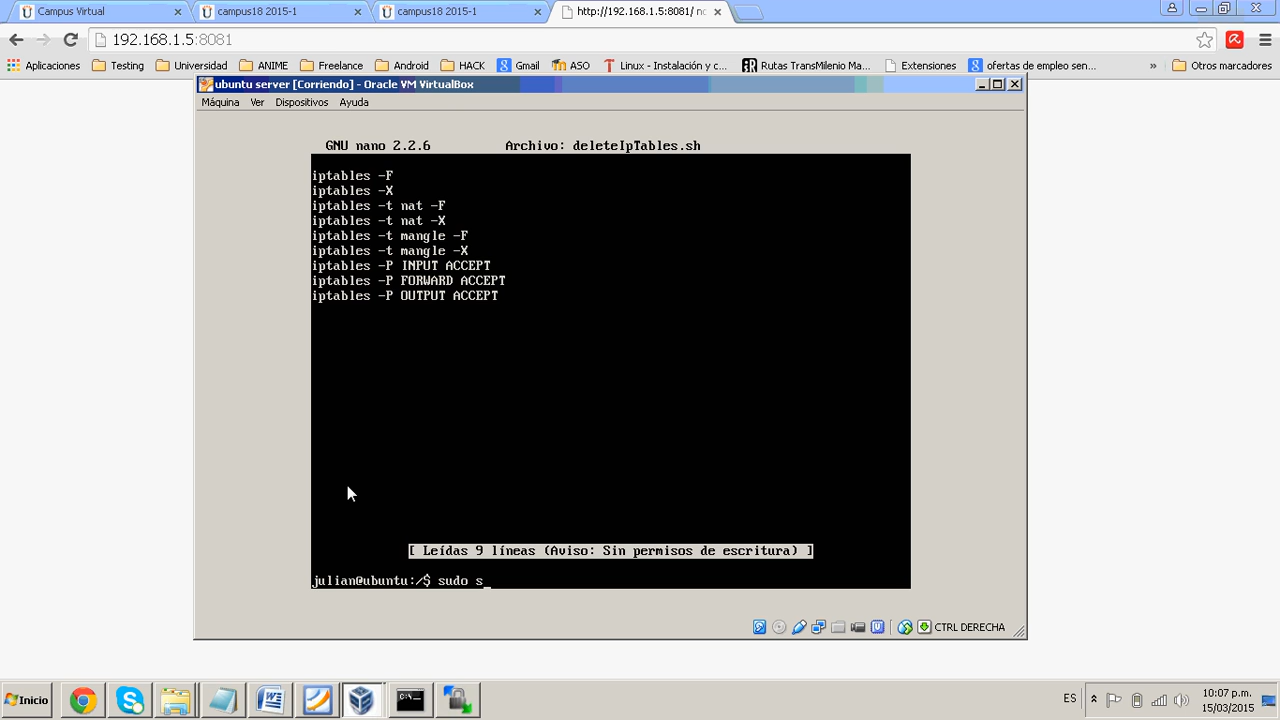 Campus Virtual
campus18 2015-1
campus18 2015-1
http://192.168.1.5:8081/
192.168.1.5:8081
Aplicaciones Testing Universidad ANIME Freelance Android HACK Gmail ASO Linux - Instalación y c... Rutas TransMilenio Ma... Extensiones ofertas de empleo sen... » Otros marcadores
ubuntu server [Corriendo] - Oracle VM VirtualBox
Máquina Ver Dispositivos Ayuda
GNU nano 2.2.6 Archivo: deleteIpTables.sh
iptables -F
iptables -X
iptables -t nat -F
iptables -t nat -X
iptables -t mangle -F
iptables -t mangle -X
iptables -P INPUT ACCEPT
iptables -P FORWARD ACCEPT
iptables -P OUTPUT ACCEPT
[ Leídas 9 líneas (Aviso: Sin permisos de escritura) ]
julian@ubuntu:/$ sudo s_
CTRL DERECHA
Inicio
ES
10:07 p.m.
15/03/2015